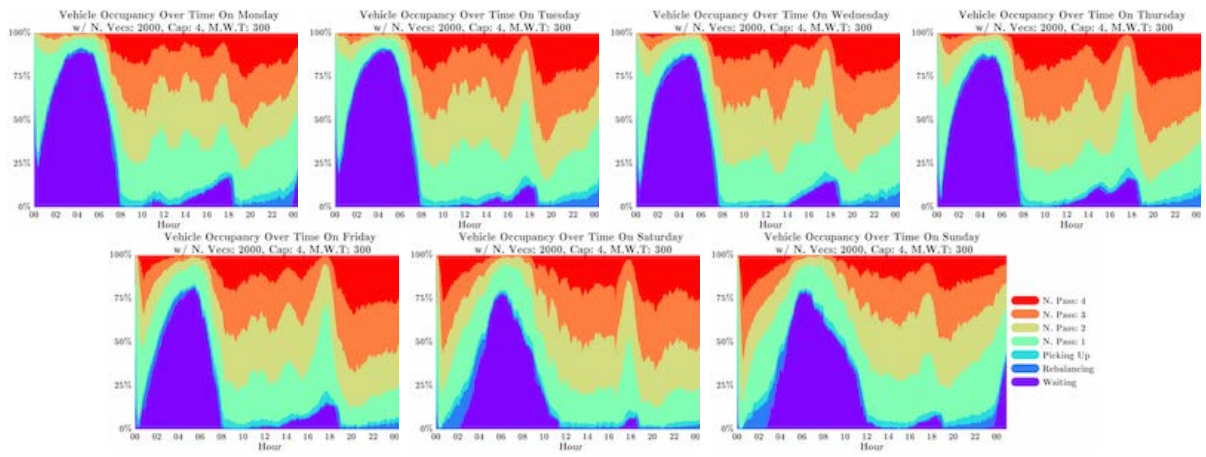 Vehicle Occupancy Over Time On Monday
w/ N. Vecs: 2000, Cap: 4, M.W.T: 300
100%
75%
50%
25%
0%
00 02 04 06 08 10 12 14 16 18 20 22 00
Hour
Vehicle Occupancy Over Time On Tuesday
w/ N. Vecs: 2000, Cap: 4, M.W.T: 300
100%
75%
50%
25%
0%
00 02 04 06 08 10 12 14 16 18 20 22 00
Hour
Vehicle Occupancy Over Time On Wednesday
w/ N. Vecs: 2000, Cap: 4, M.W.T: 300
100%
75%
50%
25%
0%
00 02 04 06 08 10 12 14 16 18 20 22 00
Hour
Vehicle Occupancy Over Time On Thursday
w/ N. Vecs: 2000, Cap: 4, M.W.T: 300
100%
75%
50%
25%
0%
00 02 04 06 08 10 12 14 16 18 20 22 00
Hour
Vehicle Occupancy Over Time On Friday
w/ N. Vecs: 2000, Cap: 4, M.W.T: 300
100%
75%
50%
25%
0%
00 02 04 06 08 10 12 14 16 18 20 22 00
Hour
Vehicle Occupancy Over Time On Saturday
w/ N. Vecs: 2000, Cap: 4, M.W.T: 300
100%
75%
50%
25%
0%
00 02 04 06 08 10 12 14 16 18 20 22 00
Hour
Vehicle Occupancy Over Time On Sunday
w/ N. Vecs: 2000, Cap: 4, M.W.T: 300
100%
75%
50%
25%
0%
00 02 04 06 08 10 12 14 16 18 20 22 00
Hour
N. Pass: 4
N. Pass: 3
N. Pass: 2
N. Pass: 1
Picking Up
Rebalancing
Waiting